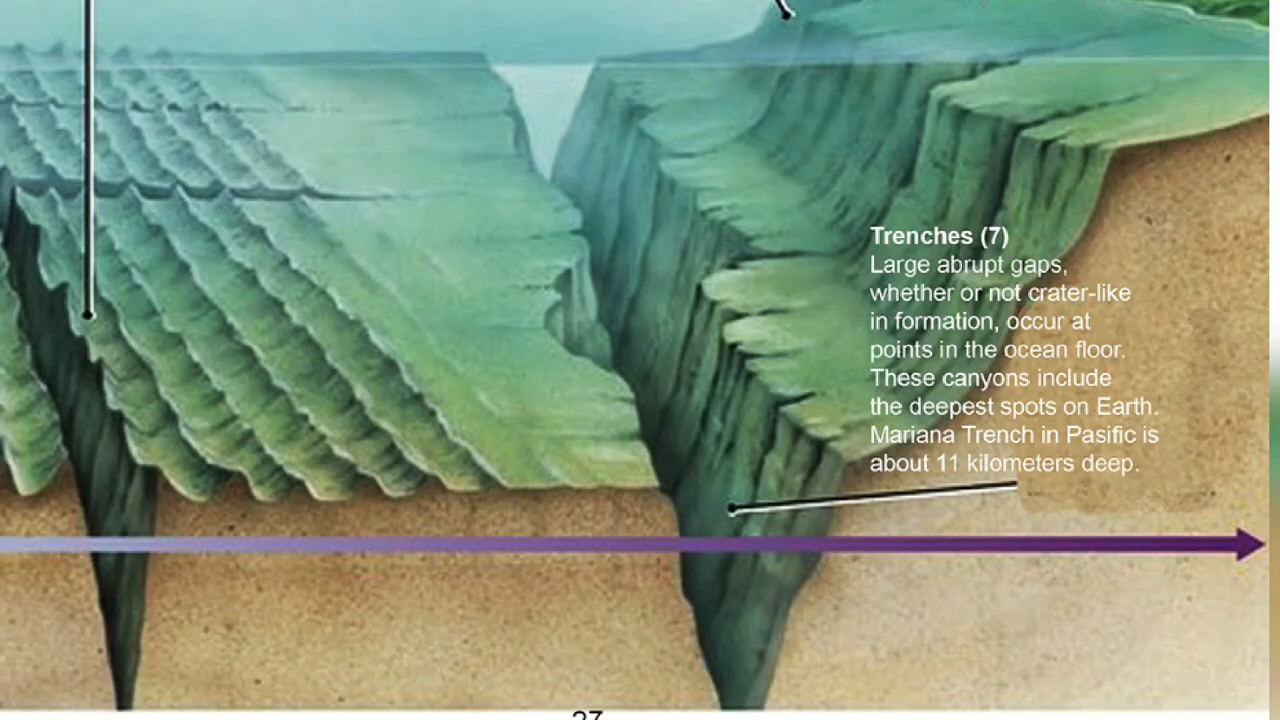 Trenches (7)
Large abrupt gaps,
whether or not crater-like
in formation, occur at
points in the ocean floor.
These canyons include
the deepest spots on Earth.
Mariana Trench in Pasific is
about 11 kilometers deep.
27